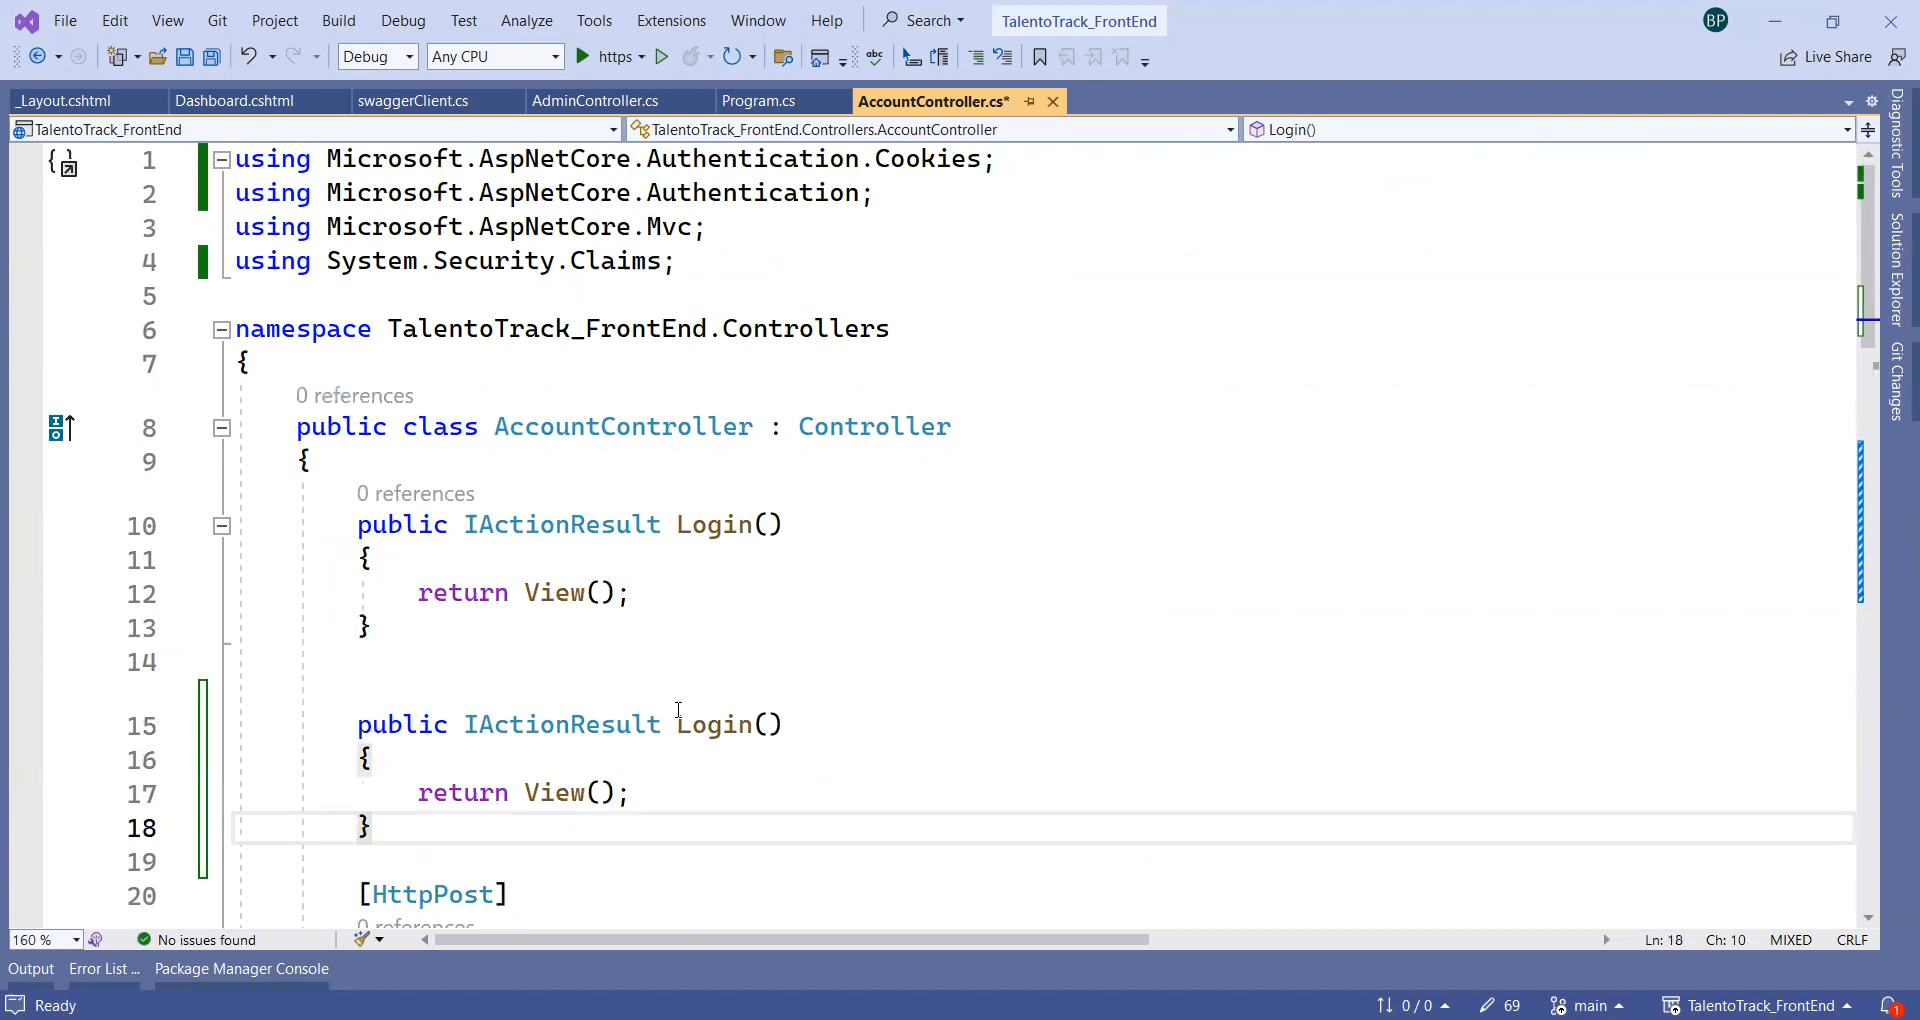 File Edit View Git Project Build Debug Test Analyze Tools Extensions Window Help Search TalentoTrack_FrontEnd BP
Debug Any CPU https abc Live Share
_Layout.cshtml Dashboard.cshtml swaggerClient.cs AdminController.cs Program.cs AccountController.cs*
TalentoTrack_FrontEnd TalentoTrack_FrontEnd.Controllers.AccountController Login()
1 using Microsoft.AspNetCore.Authentication.Cookies;
2 using Microsoft.AspNetCore.Authentication;
3 using Microsoft.AspNetCore.Mvc;
4 using System.Security.Claims;
5
6 namespace TalentoTrack_FrontEnd.Controllers
7 {
0 references
8 public class AccountController : Controller
9 {
0 references
10 public IActionResult Login()
11 {
12 return View();
13 }
14
15 public IActionResult Login()
16 {
17 return View();
18 }
19
20 [HttpPost]
0 references
160 % No issues found Ln: 18 Ch: 10 MIXED CRLF
Output Error List ... Package Manager Console
Ready 0 / 0 69 main TalentoTrack_FrontEnd 1
Diagnostic Tools
Solution Explorer
Git Changes